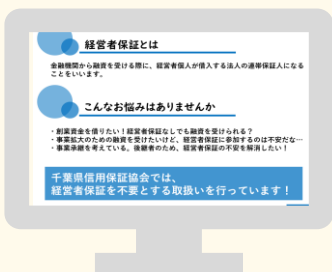 経営者保証とは
金融機関から融資を受ける際に、経営者個人が借入する法人の連帯保証人になる
ことをいいます。
こんなお悩みはありませんか
・創業資金を借りたい！経営者保証なしでも融資を受けられる？
・事業拡大のための融資を受けたいけど、経営者保証に参加するのは不安だな…
・事業承継を考えている。後継者のため、経営者保証の不安を解消したい！
千葉県信用保証協会では、
経営者保証を不要とする取扱いを行っています！